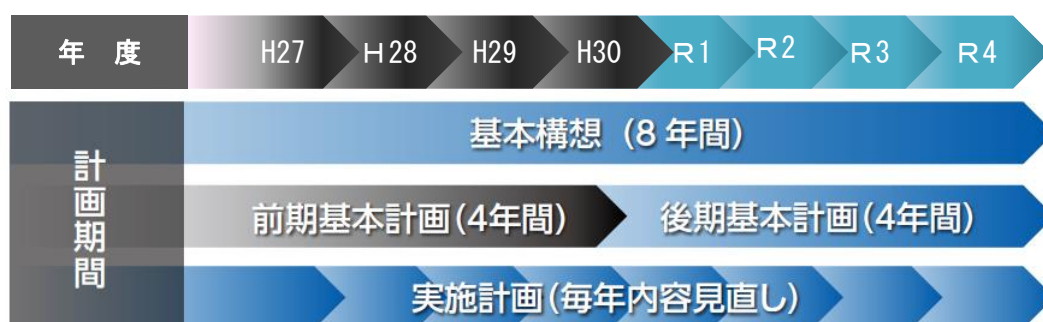 年 度 H27 H28 H29 H30 R1 R2 R3 R4
計画期間
基本構想（8年間）
前期基本計画（4年間） 後期基本計画（4年間）
実施計画（毎年内容見直し）